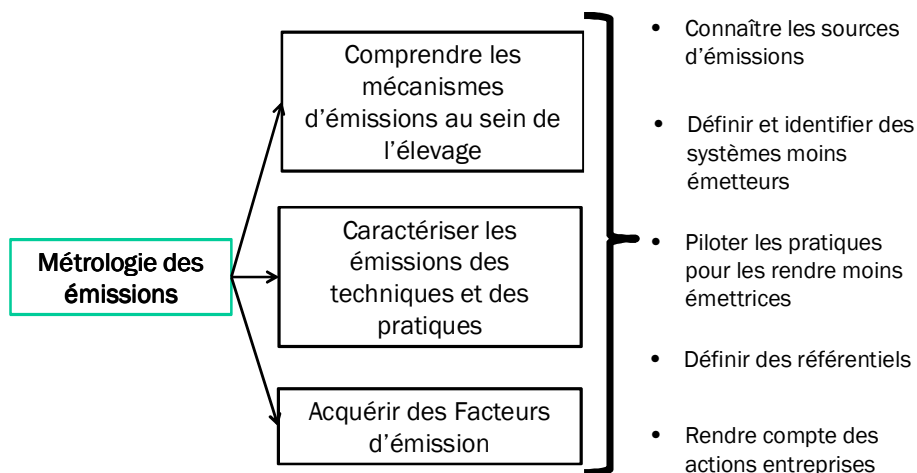 Métrologie des
émissions
Comprendre les
mécanismes
d'émissions au sein de
l'élevage
Caractériser les
émissions des
techniques et des
pratiques
Acquérir des Facteurs
d'émission
• Connaître les sources
d'émissions
• Définir et identifier des
systèmes moins
émetteurs
• Piloter les pratiques
pour les rendre moins
émettrices
• Définir des référentiels
• Rendre compte des
actions entreprises